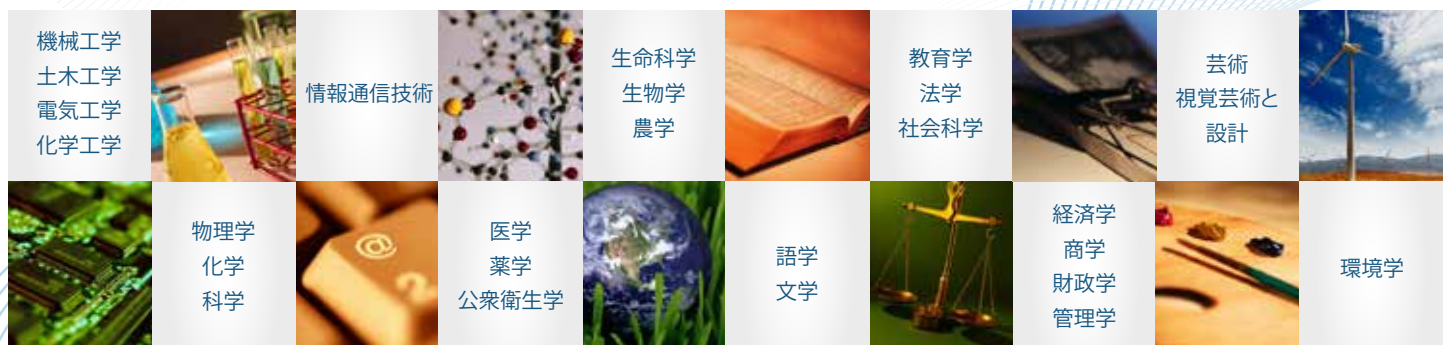 機械工学
土木工学
電気工学
化学工学
情報通信技術
生命科学
生物学
農学
教育学
法学
社会科学
芸術
視覚芸術と
設計
物理学
化学
科学
医学
薬学
公衆衛生学
語学
文学
経済学
商学
財政学
管理学
環境学
@
2